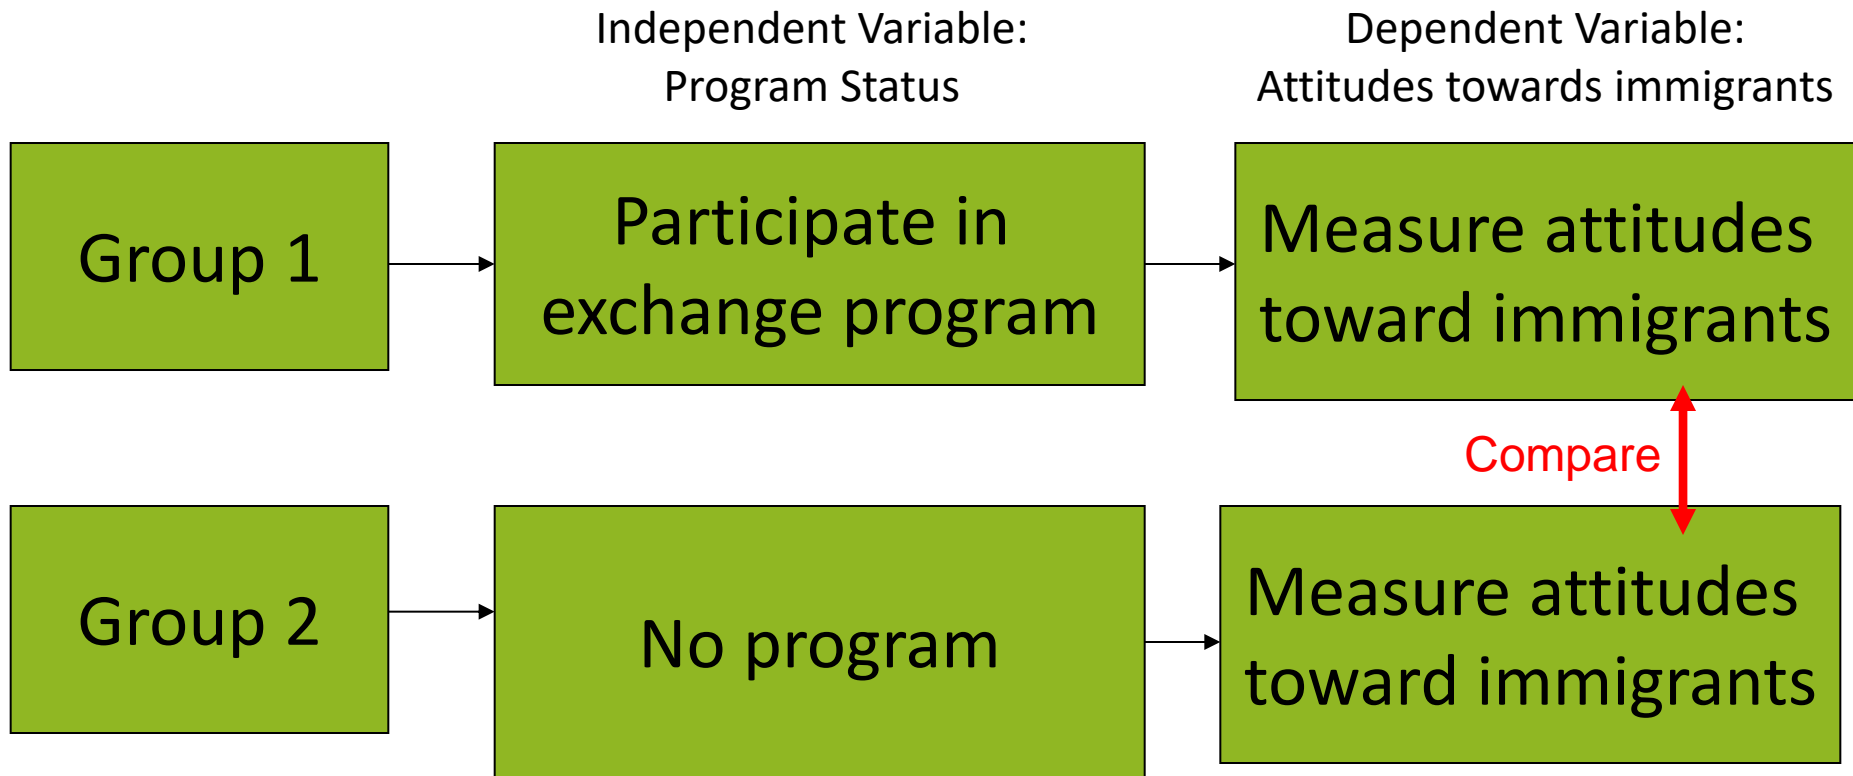 Independent Variable:
Program Status
Dependent Variable:
Attitudes towards immigrants
Group 1
Participate in
exchange program
Measure attitudes
toward immigrants
Compare
Group 2
No program
Measure attitudes
toward immigrants